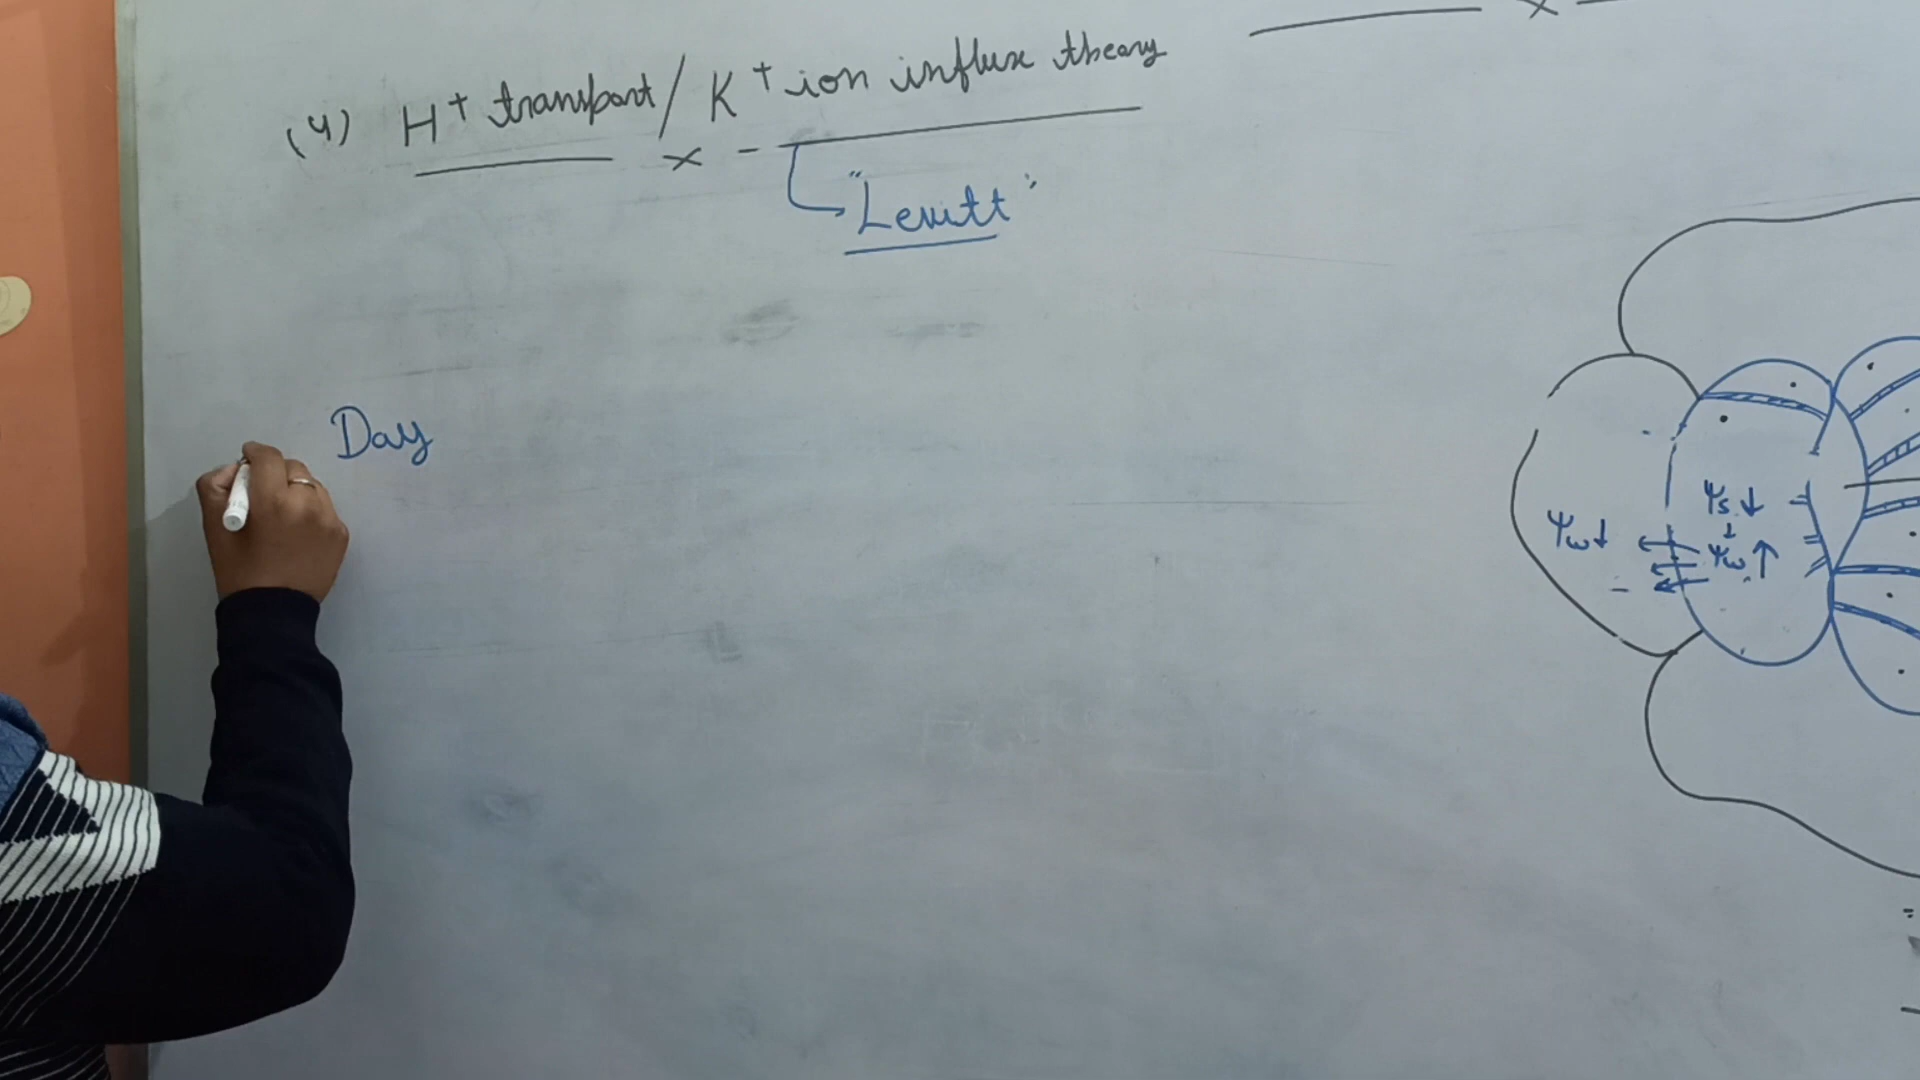 (4) H+ transport/ K+ ion influx theory
"Levitt"
Day
Ψs ↓
↓
Ψw ↓ Ψw ↑